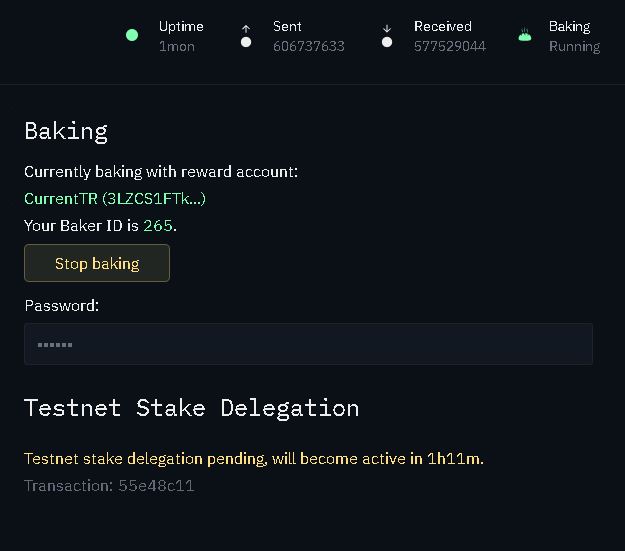 Uptime
1mon
Sent
606737633
Received
577529044
Baking
Running
Baking
Currently baking with reward account:
CurrentTR (3LZCS1FTk...)
Your Baker ID is 265.
Stop baking
Password:
Testnet Stake Delegation
Testnet stake delegation pending, will become active in 1h11m.
Transaction: 55e48c11